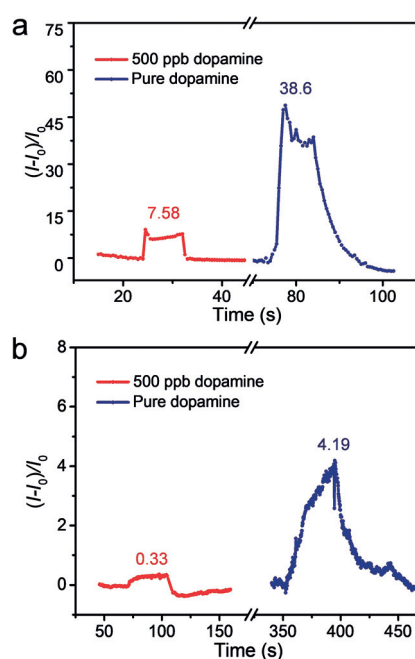 a
75
60
45
30
15
0
(I-I₀)/I₀
500 ppb dopamine
Pure dopamine
7.58
38.6
20 40 80 100
Time (s)
b
8
6
4
2
0
(I-I₀)/I₀
500 ppb dopamine
Pure dopamine
0.33
4.19
50 100 150 350 400 450
Time (s)